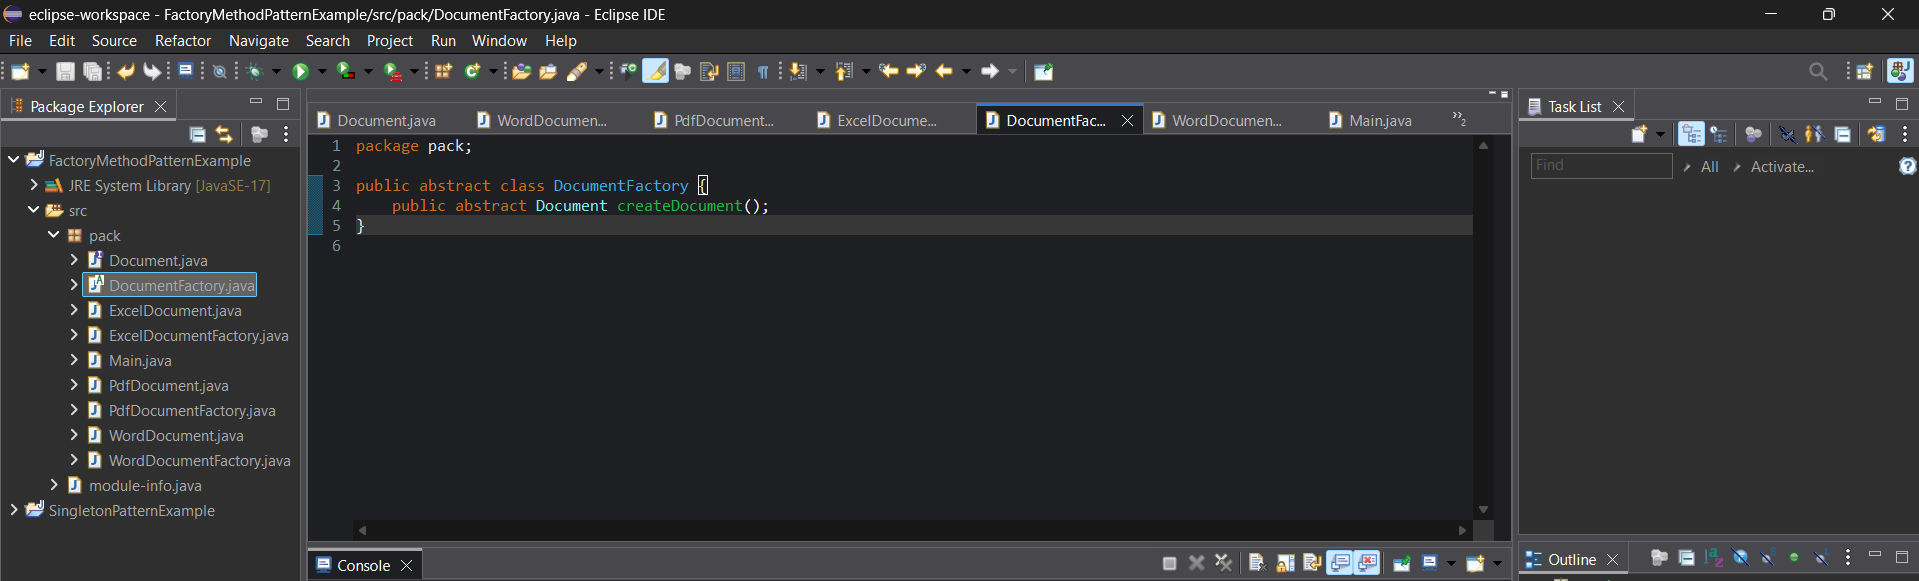 eclipse-workspace - FactoryMethodPatternExample/src/pack/DocumentFactory.java - Eclipse IDE
File Edit Source Refactor Navigate Search Project Run Window Help
Package Explorer
FactoryMethodPatternExample
JRE System Library [JavaSE-17]
src
pack
Document.java
DocumentFactory.java
ExcelDocument.java
ExcelDocumentFactory.java
Main.java
PdfDocument.java
PdfDocumentFactory.java
WordDocument.java
WordDocumentFactory.java
module-info.java
SingletonPatternExample
Document.java WordDocumen... PdfDocument... ExcelDocume... DocumentFac... WordDocumen... Main.java »2
1 package pack;
2
3 public abstract class DocumentFactory {
4 public abstract Document createDocument();
5 }
6
Console
Task List
Find All Activate...
Outline